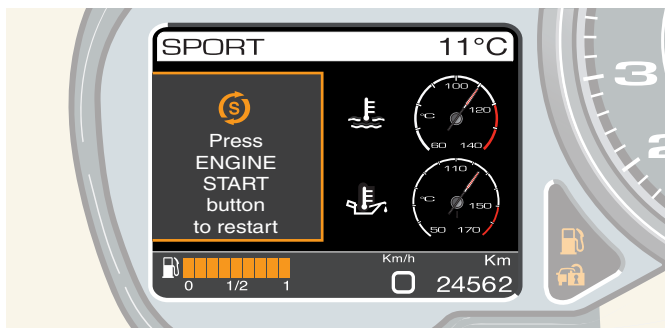 SPORT
11°C
S
Press
ENGINE
START
button
to restart
100
120
°C
60
140
110
150
°C
50
170
0
1/2
1
Km/h
0
Km
24562
3
2